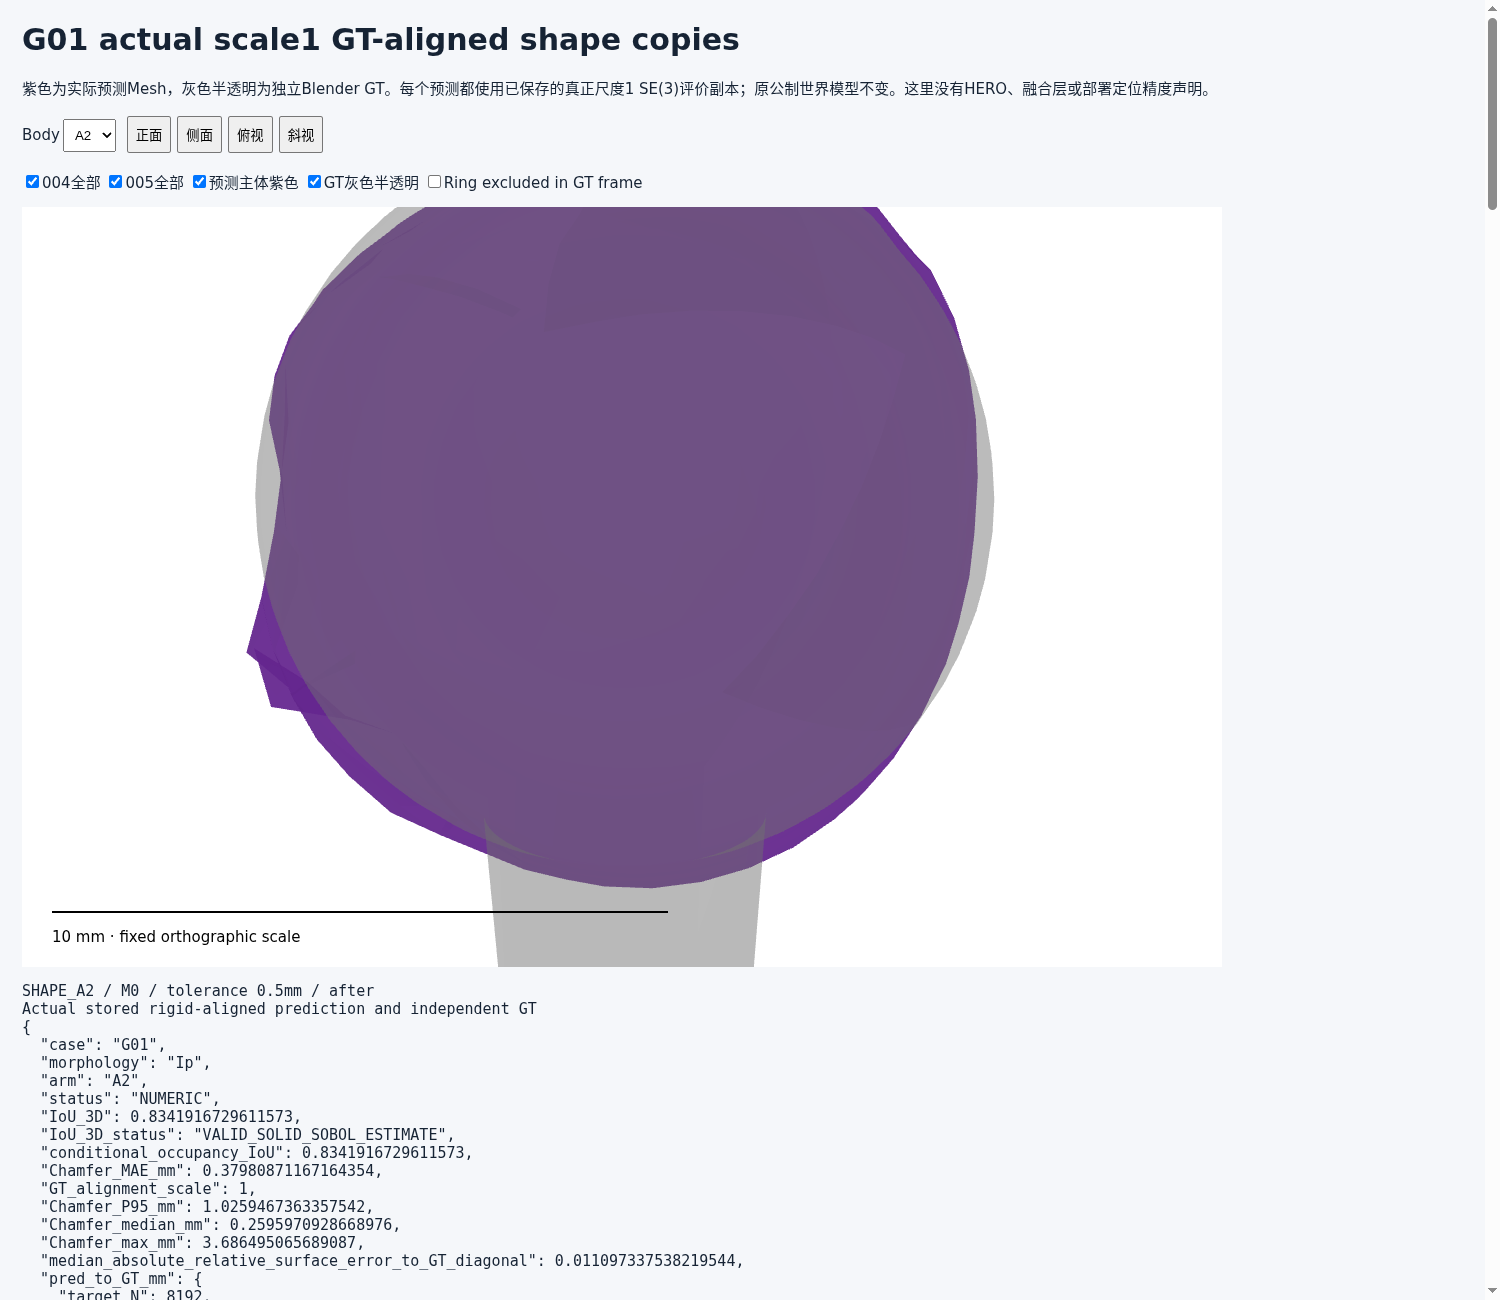 G01 actual scale1 GT-aligned shape copies
紫色为实际预测Mesh，灰色半透明为独立Blender GT。每个预测都使用已保存的真正尺度1 SE(3)评价副本；原公制世界模型不变。这里没有HERO、融合层或部署定位精度声明。
Body A2 正面 侧面 俯视 斜视
004全部 005全部 预测主体紫色 GT灰色半透明 Ring excluded in GT frame
10 mm · fixed orthographic scale
SHAPE_A2 / M0 / tolerance 0.5mm / after
Actual stored rigid-aligned prediction and independent GT
{
"case": "G01",
"morphology": "Ip",
"arm": "A2",
"status": "NUMERIC",
"IoU_3D": 0.8341916729611573,
"IoU_3D_status": "VALID_SOLID_SOBOL_ESTIMATE",
"conditional_occupancy_IoU": 0.8341916729611573,
"Chamfer_MAE_mm": 0.37980871167164354,
"GT_alignment_scale": 1,
"Chamfer_P95_mm": 1.0259467363357542,
"Chamfer_median_mm": 0.2595970928668976,
"Chamfer_max_mm": 3.686495065689087,
"median_absolute_relative_surface_error_to_GT_diagonal": 0.011097337538219544,
"pred_to_GT_mm": {
"target_N": 8192,